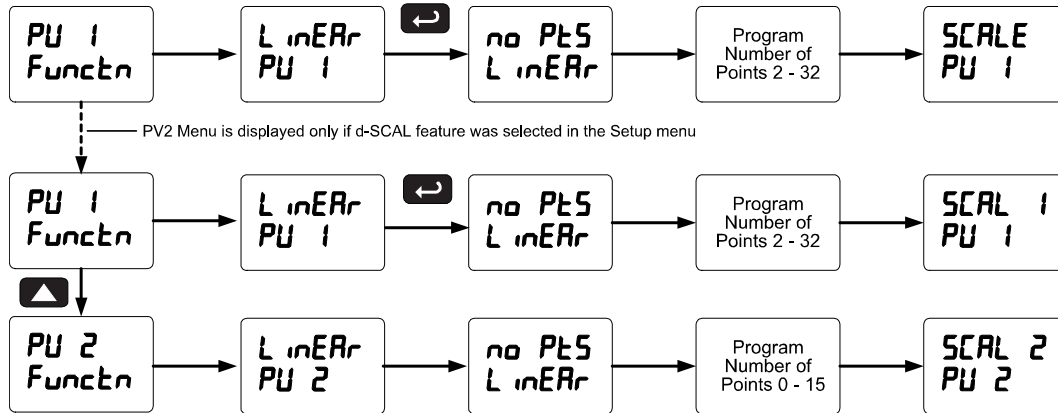 PV 1
Functn
LinEAr
PV 1
no PtS
LinEAr
Program
Number of
Points 2 - 32
SCALE
PV 1
PV2 Menu is displayed only if d-SCAL feature was selected in the Setup menu
PV 1
Functn
LinEAr
PV 1
no PtS
LinEAr
Program
Number of
Points 2 - 32
SCAL 1
PV 1
PV 2
Functn
LinEAr
PV 2
no PtS
LinEAr
Program
Number of
Points 0 - 15
SCAL 2
PV 2